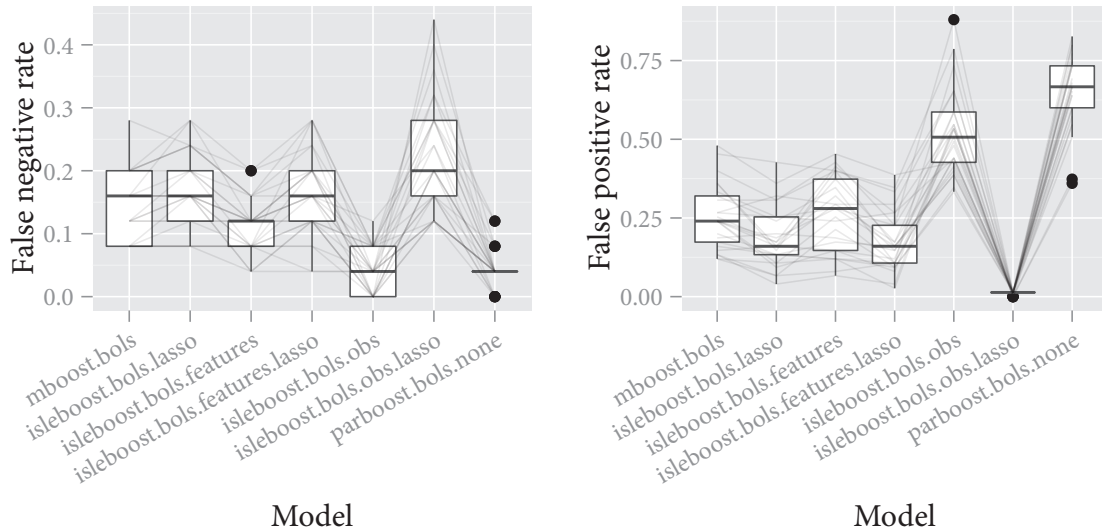 False negative rate
0.4
0.3
0.2
0.1
0.0
mboost.bols
isleboost.bols.lasso
isleboost.bols.features
isleboost.bols.features.lasso
isleboost.bols.obs
isleboost.bols.obs.lasso
parboost.bols.none
Model
False positive rate
0.75
0.50
0.25
0.00
mboost.bols
isleboost.bols.lasso
isleboost.bols.features
isleboost.bols.features.lasso
isleboost.bols.obs
isleboost.bols.obs.lasso
parboost.bols.none
Model